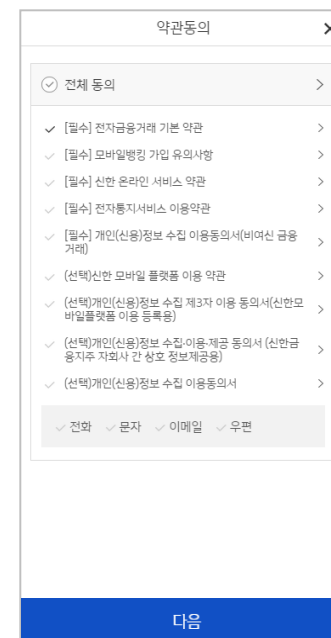 약관동의
전체 동의
[필수] 전자금융거래 기본 약관
[필수] 모바일뱅킹 가입 유의사항
[필수] 신한 온라인 서비스 약관
[필수] 전자통지서비스 이용약관
[필수] 개인(신용)정보 수집 이용동의서(비여신 금융
거래)
(선택)신한 모바일 플랫폼 이용 약관
(선택)개인(신용)정보 수집 제3자 이용 동의서(신한모
바일플랫폼 이용 등록용)
(선택)개인(신용)정보 수집·이용·제공 동의서 (신한금
융지주 자회사 간 상호 정보제공용)
(선택)개인(신용)정보 수집 이용동의서
전화 문자 이메일 우편
다음